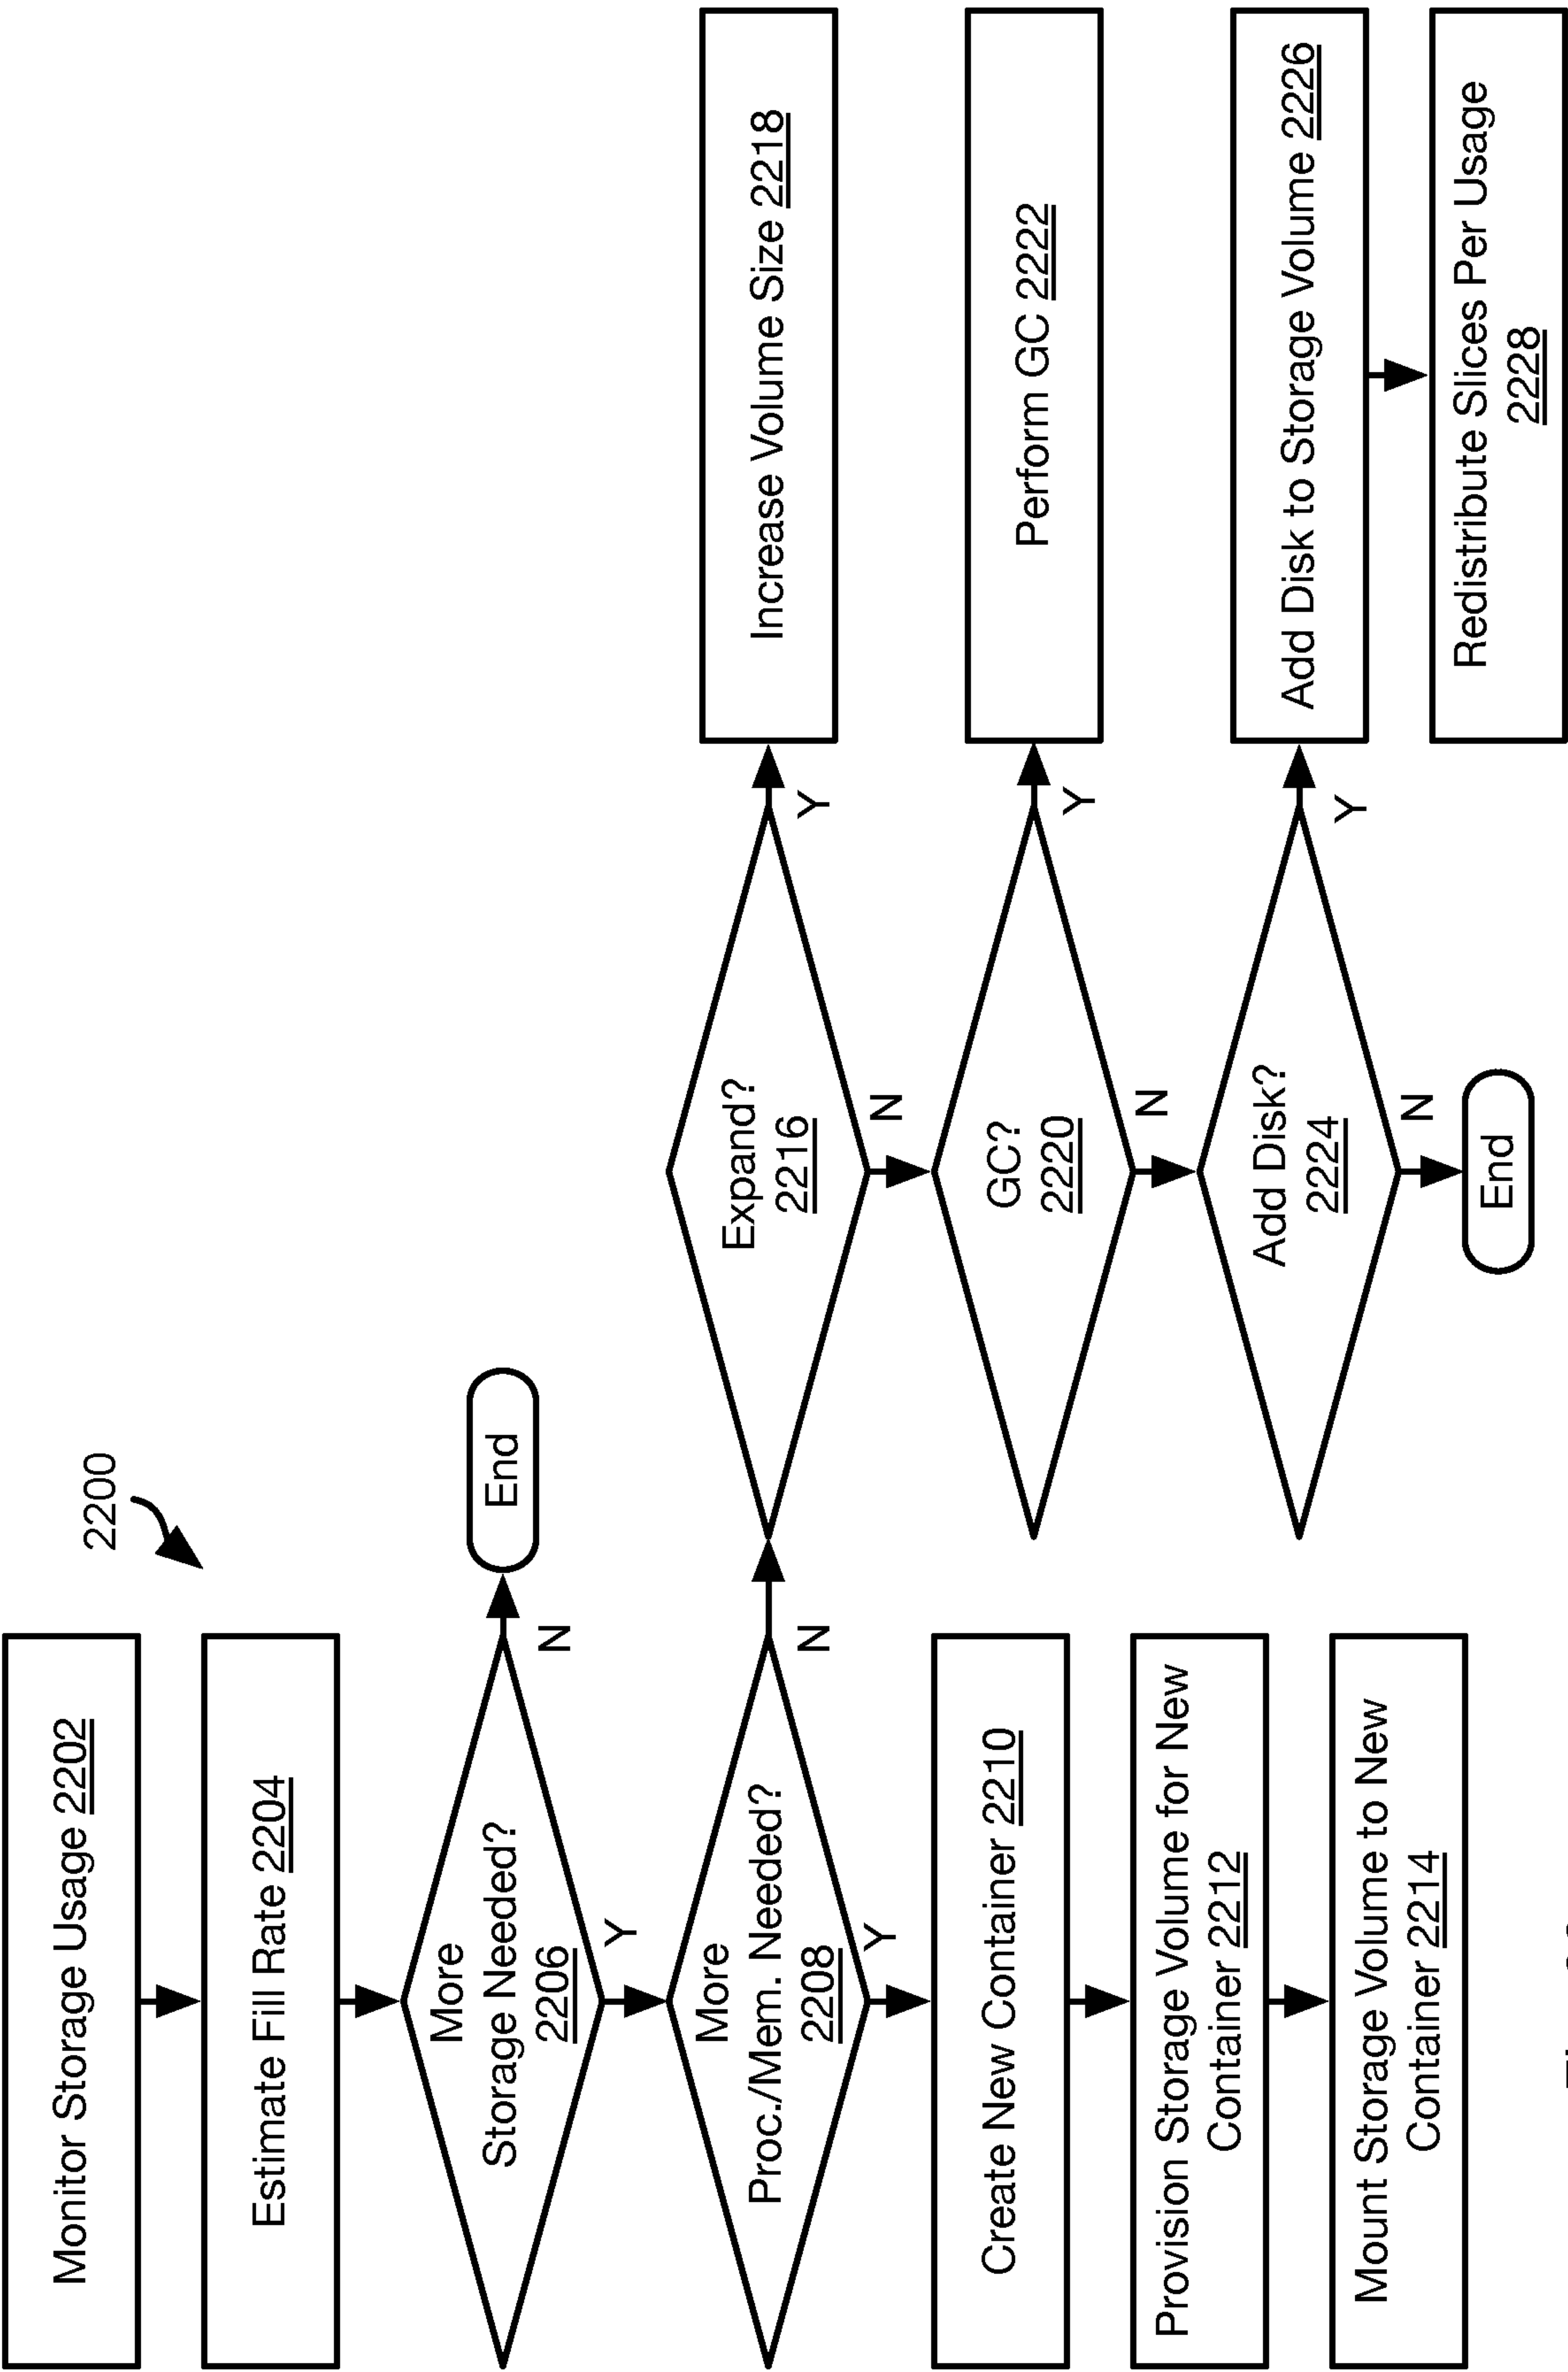 2200
Monitor Storage Usage 2202
Estimate Fill Rate 2204
More
Storage Needed?
2206
N
End
Y
More
Proc./Mem. Needed?
2208
N
Y
Create New Container 2210
Provision Storage Volume for New
Container 2212
Mount Storage Volume to New
Container 2214
Expand?
2216
Y
Increase Volume Size 2218
N
GC?
2220
Y
Perform GC 2222
N
Add Disk?
2224
Y
Add Disk to Storage Volume 2226
Redistribute Slices Per Usage
2228
N
End